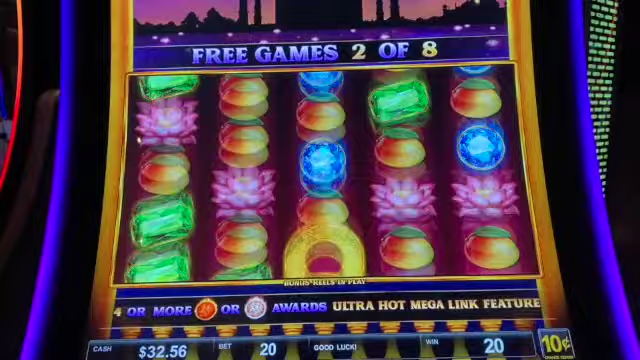 FREE GAMES 2 OF 8
BONUS REELS IN PLAY
4 OR MORE OR AWARDS ULTRA HOT MEGA LINK FEATURE
CASH $32.56 BET 20 GOOD LUCK! WIN 20 10¢